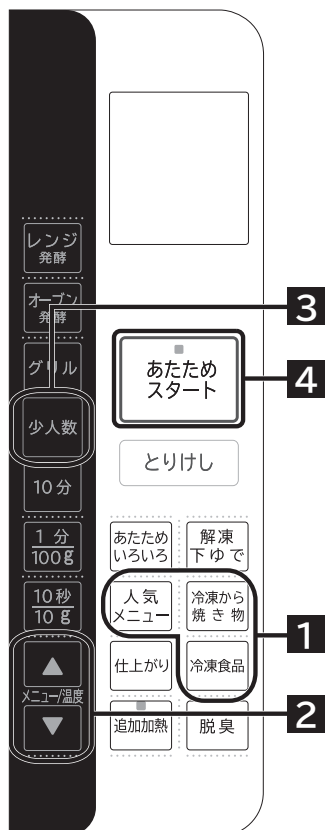 レンジ
発酵
オーブン
発酵
グリル
少人数
10分
1分
100g
10秒
10g
▲
メニュー/温度
▼
あたため
スタート
とりけし
あたため
いろいろ
解凍
下ゆで
人気
メニュー
冷凍から
焼き物
仕上がり
冷凍食品
追加加熱
脱臭
3
4
1
2